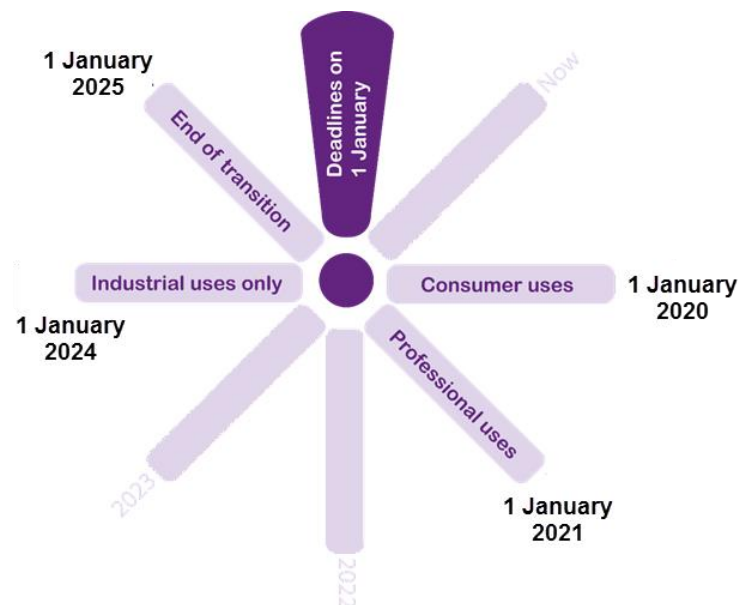 Deadlines on
1 January
Now
Consumer uses
1 January
2020
Professional uses
1 January
2021
2022
2023
Industrial uses only
1 January
2024
End of transition
1 January
2025